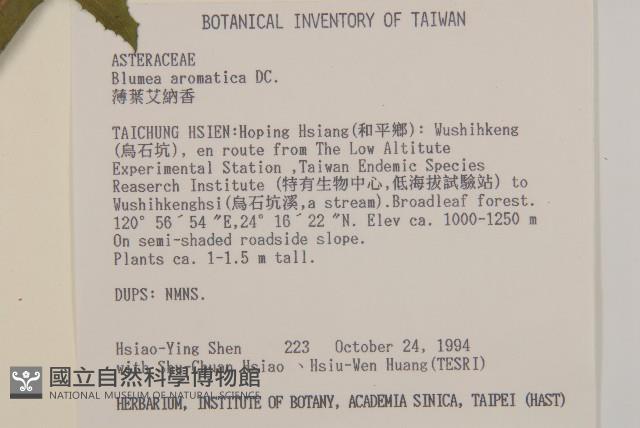 BOTANICAL INVENTORY OF TAIWAN
ASTERACEAE
Blumea aromatica DC.
薄葉艾納香
TAICHUNG HSIEN:Hoping Hsiang(和平鄉): Wushihkeng
(烏石坑), en route from The Low Altitute
Experimental Station ,Taiwan Endemic Species
Reaserch Institute (特有生物中心,低海拔試驗站) to
Wushihkenghsi(烏石坑溪,a stream).Broadleaf forest.
120° 56′54″E,24° 16′22″N. Elev ca. 1000-1250 m
On semi-shaded roadside slope.
Plants ca. 1-1.5 m tall.
DUPS: NMNS.
Hsiao-Ying Shen 223 October 24, 1994
with Shu-Chuan Hsiao 、Hsiu-Wen Huang(TESRI)
國立自然科學博物館
NATIONAL MUSEUM OF NATURAL SCIENCE
HERBARIUM, INSTITUTE OF BOTANY, ACADEMIA SINICA, TAIPEI (HAST)